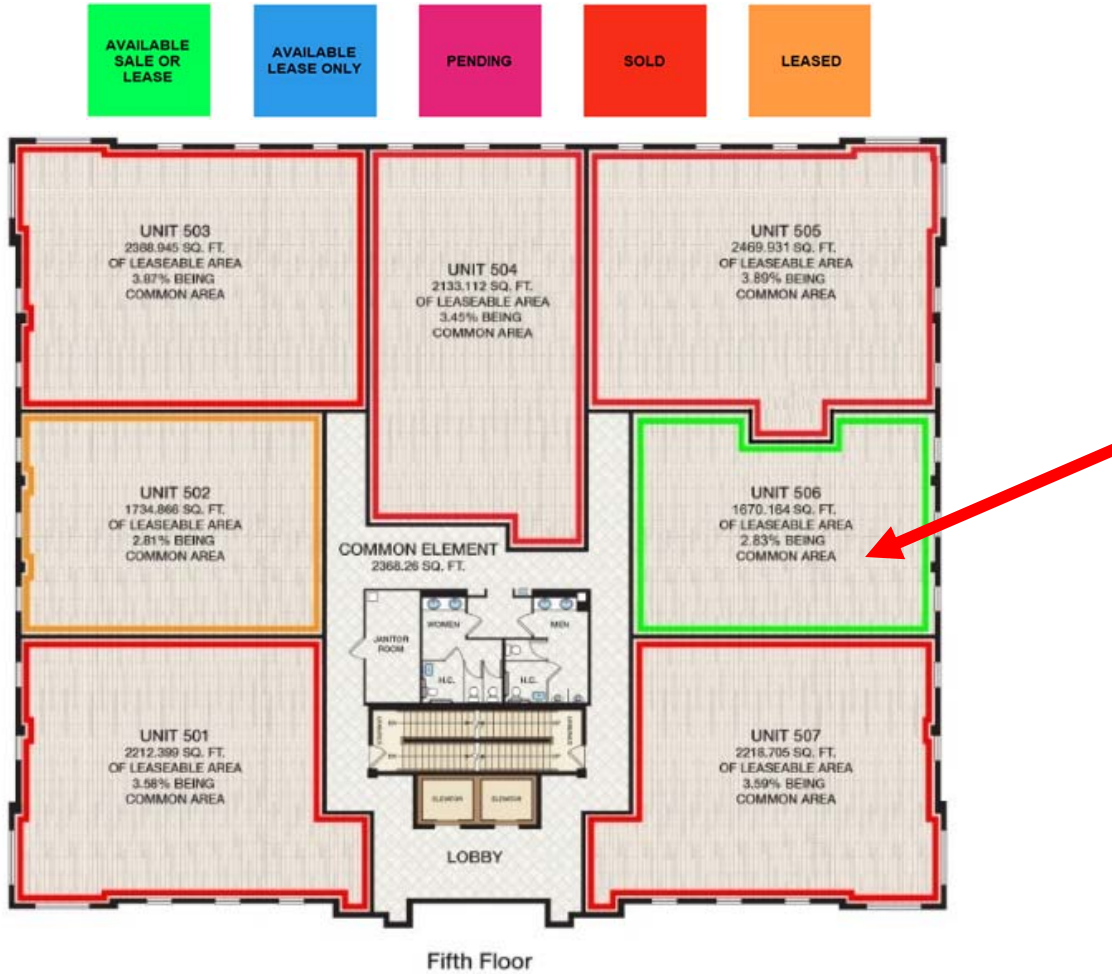 AVAILABLE
SALE OR
LEASE
AVAILABLE
LEASE ONLY
PENDING
SOLD
LEASED
UNIT 503
2388.945 SQ. FT.
OF LEASEABLE AREA
3.87% BEING
COMMON AREA
UNIT 504
2133.112 SQ. FT.
OF LEASEABLE AREA
3.45% BEING
COMMON AREA
UNIT 505
2469.931 SQ. FT.
OF LEASEABLE AREA
3.89% BEING
COMMON AREA
UNIT 502
1734.866 SQ. FT.
OF LEASEABLE AREA
2.81% BEING
COMMON AREA
UNIT 506
1670.164 SQ. FT.
OF LEASEABLE AREA
2.83% BEING
COMMON AREA
COMMON ELEMENT
2368.26 SQ. FT.
WOMEN
MEN
JANITOR
ROOM
H.C.
H.C.
UNIT 501
2212.399 SQ. FT.
OF LEASEABLE AREA
3.58% BEING
COMMON AREA
UNIT 507
2218.705 SQ. FT.
OF LEASEABLE AREA
3.59% BEING
COMMON AREA
ELEVATOR
ELEVATOR
LOBBY
Fifth Floor